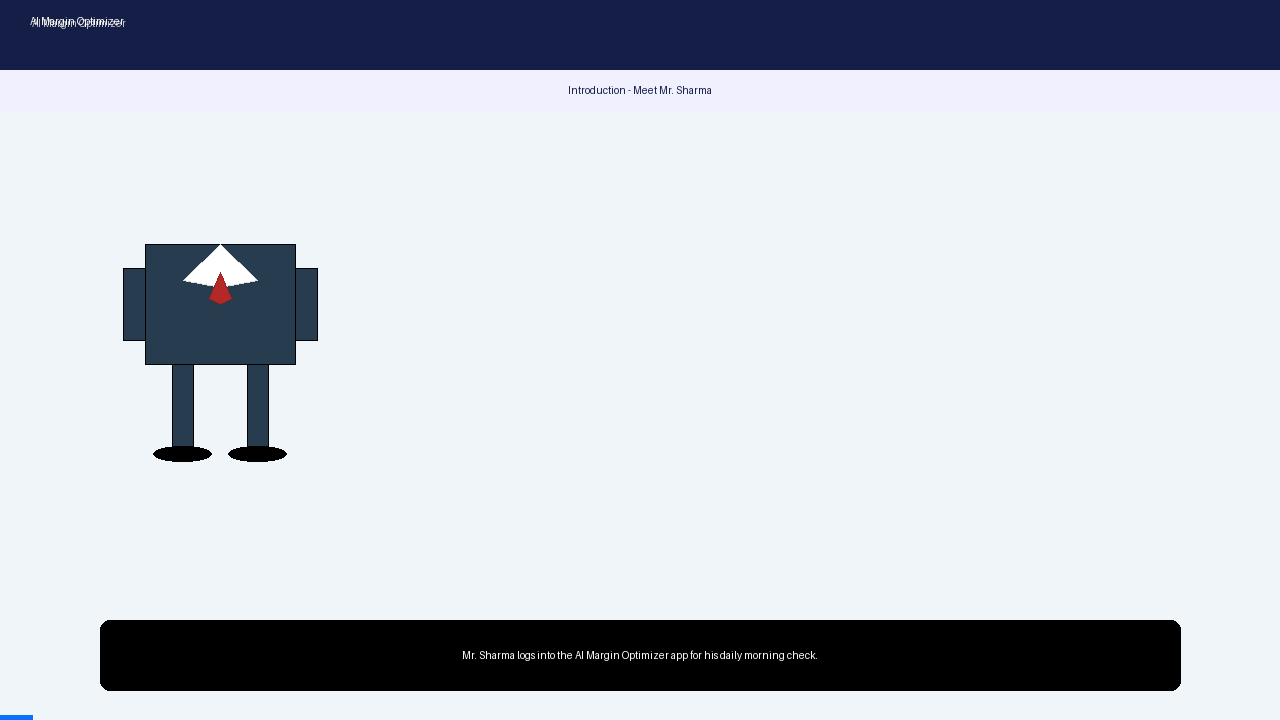 AI Margin Optimizer
Introduction - Meet Mr. Sharma
Mr. Sharma logs into the AI Margin Optimizer app for his daily morning check.